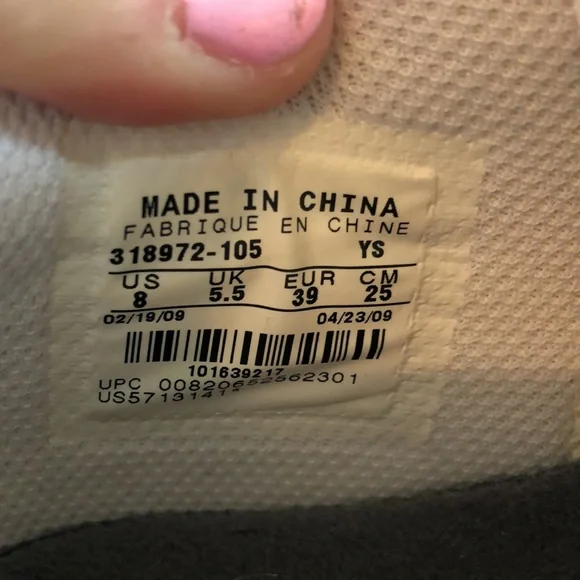 MADE IN CHINA
FABRIQUE EN CHINE
318972-105 YS
US UK EUR CM
8 5.5 39 25
02/19/09 04/23/09
101639217
UPC 00820652562301